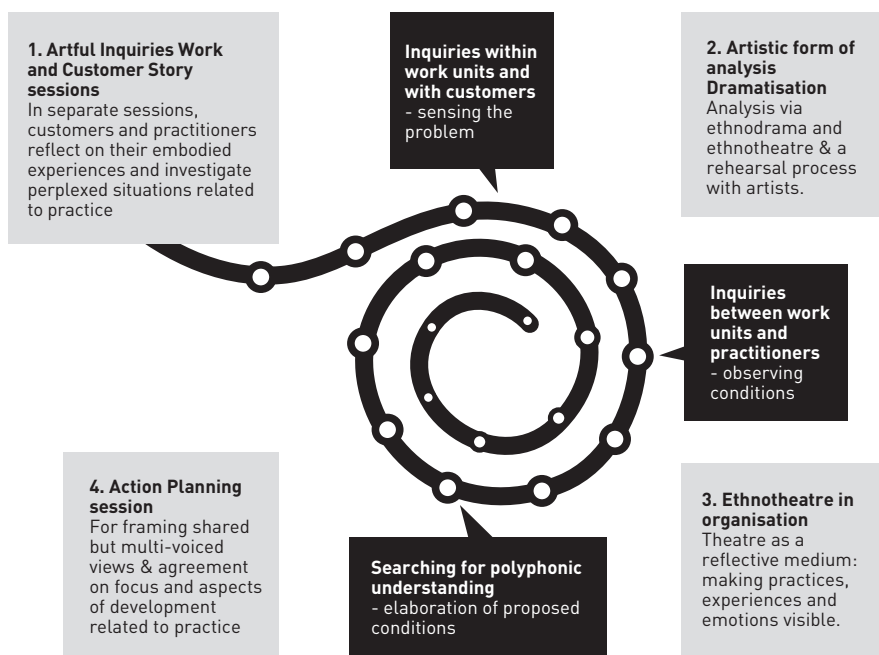 1. Artful Inquiries Work
and Customer Story
sessions
In separate sessions,
customers and practitioners
reflect on their embodied
experiences and investigate
perplexed situations related
to practice
Inquiries within
work units and
with customers
- sensing the
problem
2. Artistic form of
analysis
Dramatisation
Analysis via
ethnodrama and
ethnotheatre & a
rehearsal process
with artists.
Inquiries
between work
units and
practitioners
- observing
conditions
3. Ethnotheatre in
organisation
Theatre as a
reflective medium:
making practices,
experiences and
emotions visible.
Searching for polyphonic
understanding
- elaboration of proposed
conditions
4. Action Planning
session
For framing shared
but multi-voiced
views & agreement
on focus and aspects
of development
related to practice